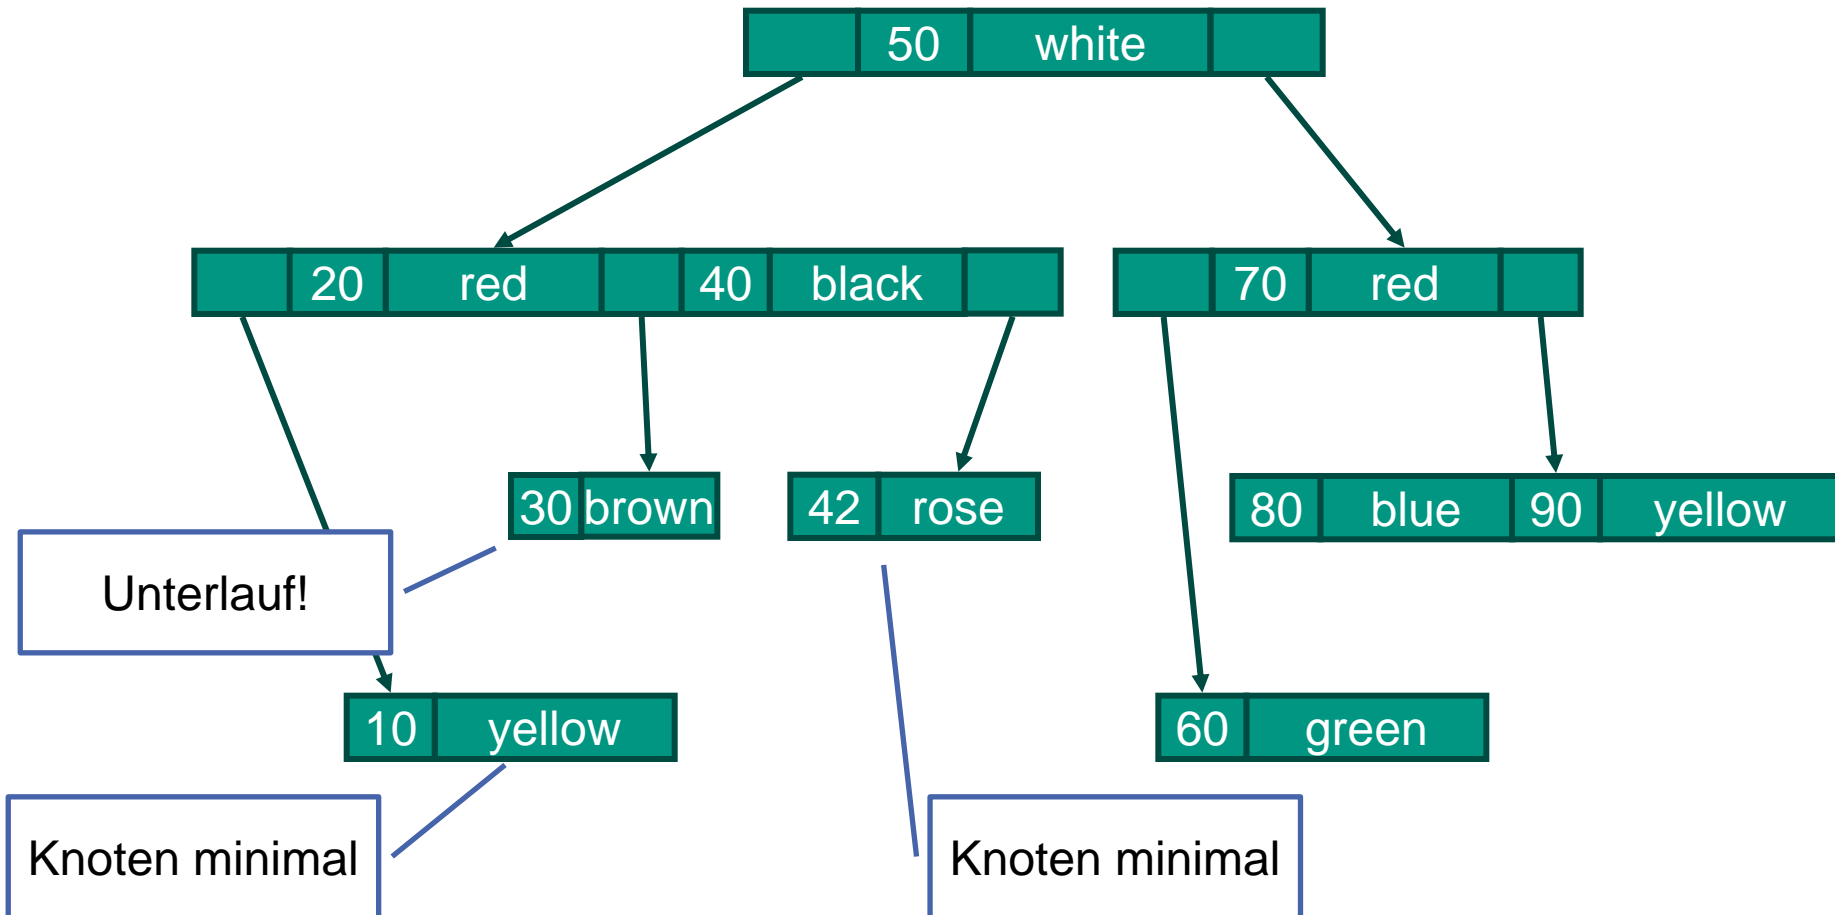 50 white
20 red 40 black
70 red
30 brown
42 rose
80 blue 90 yellow
Unterlauf!
10 yellow
60 green
Knoten minimal
Knoten minimal